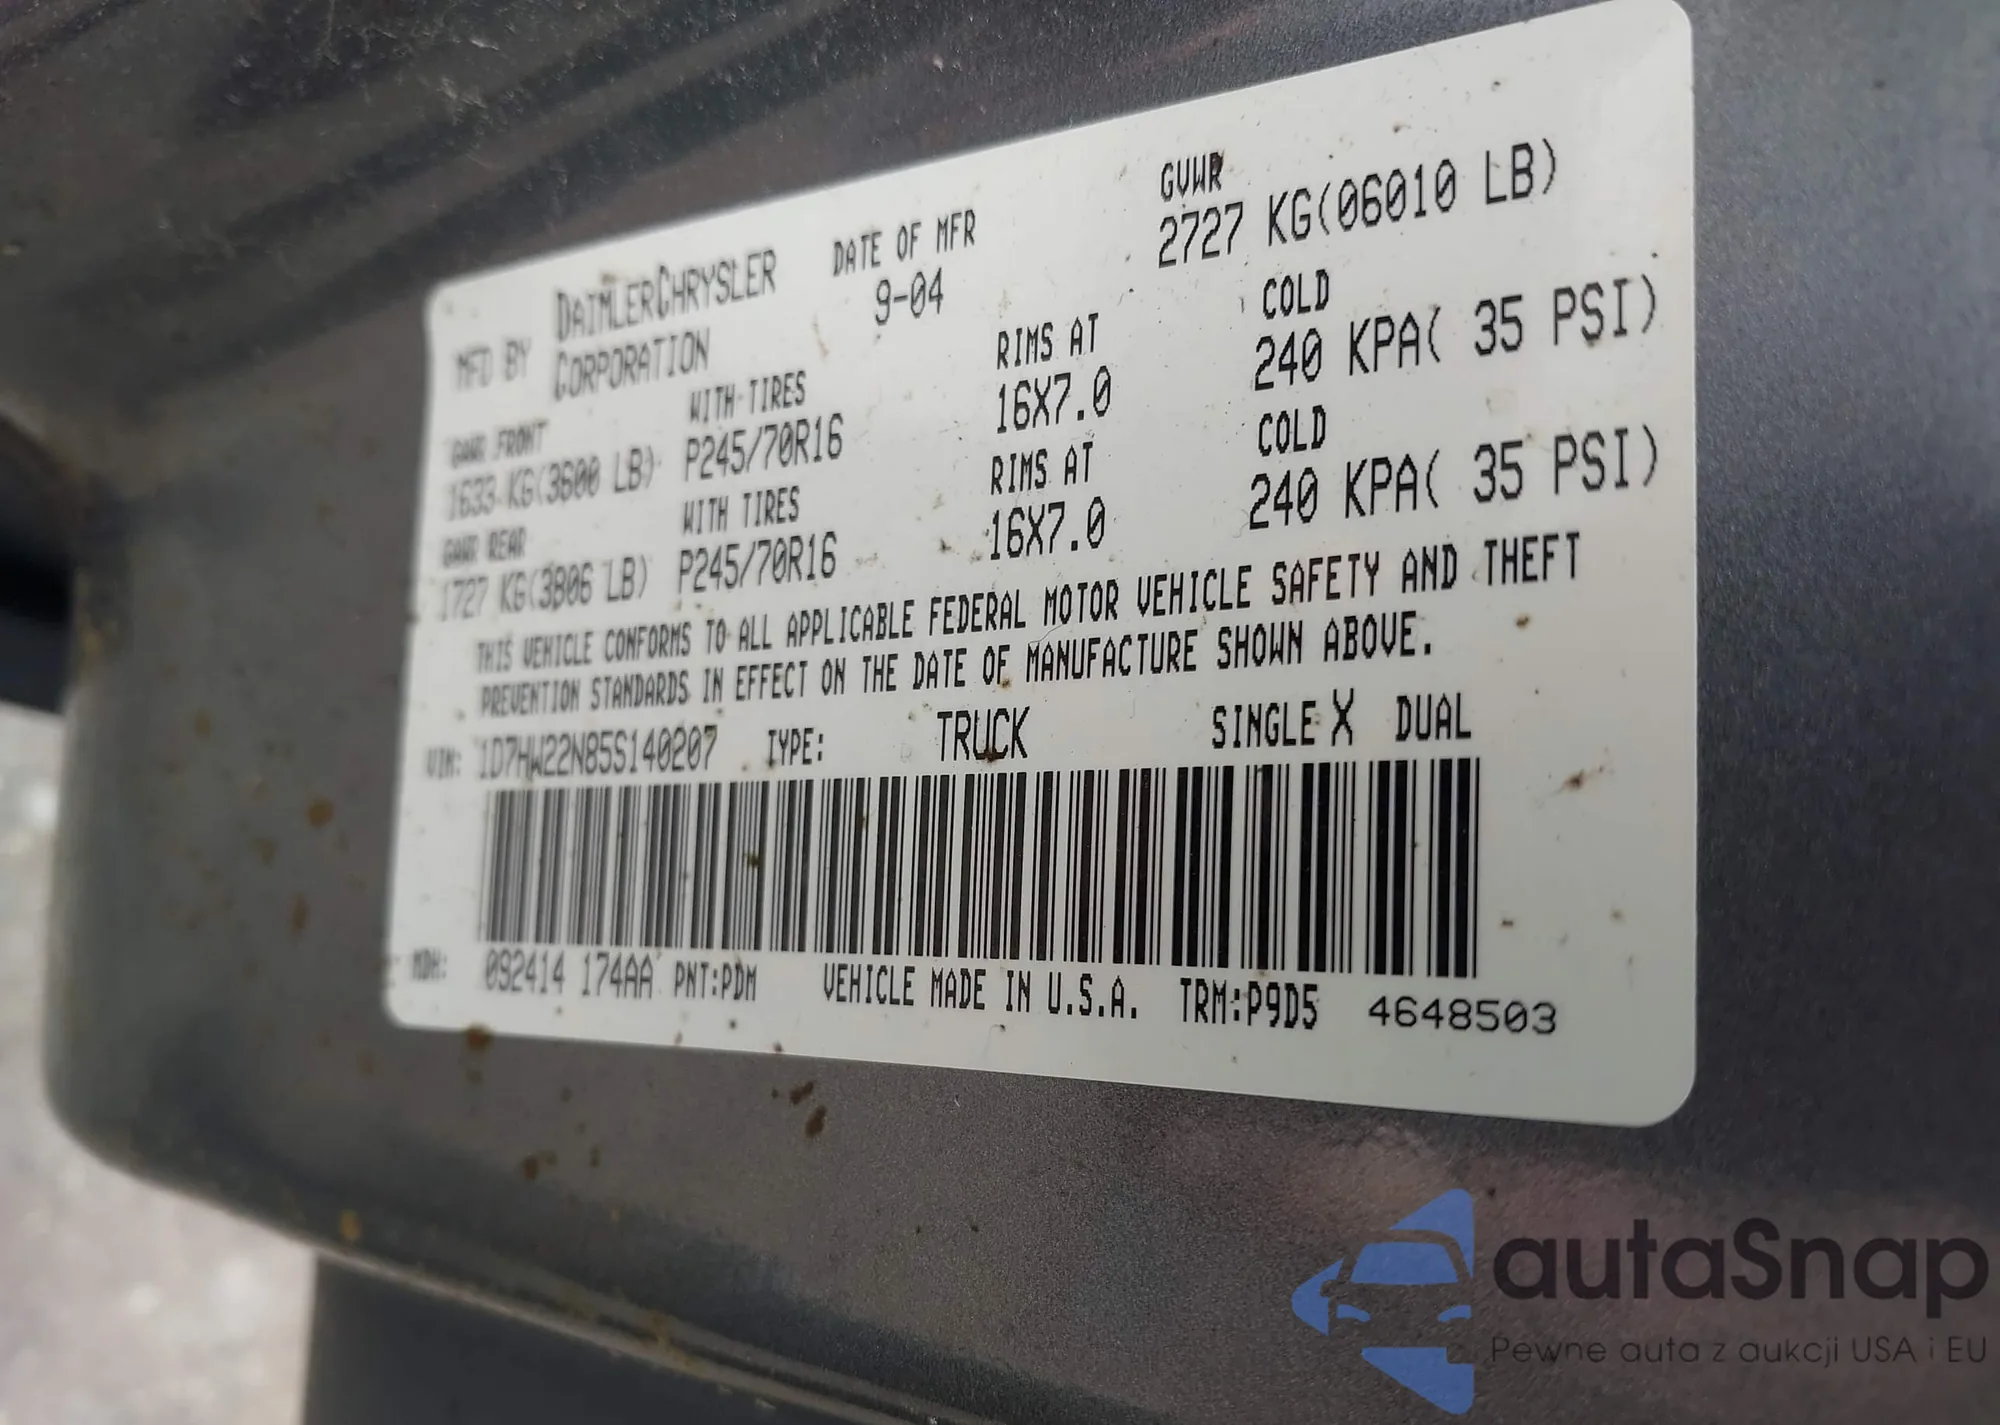 MFD BY DAIMLERCHRYSLER CORPORATION DATE OF MFR 9-04 GVWR 2727 KG(06010 LB)
GAWR FRONT WITH TIRES RIMS AT COLD
1633 KG(3600 LB) P245/70R16 16X7.0 240 KPA( 35 PSI)
GAWR REAR WITH TIRES RIMS AT COLD
1727 KG(3806 LB) P245/70R16 16X7.0 240 KPA( 35 PSI)
THIS VEHICLE CONFORMS TO ALL APPLICABLE FEDERAL MOTOR VEHICLE SAFETY AND THEFT
PREVENTION STANDARDS IN EFFECT ON THE DATE OF MANUFACTURE SHOWN ABOVE.
VIN: 1D7HW22N85S140207 TYPE: TRUCK SINGLE X DUAL
MDH: 092414 174AA PNT:PDM VEHICLE MADE IN U.S.A. TRM:P9D5 4648503
autaSnap
Pewne auta z aukcji USA i EU